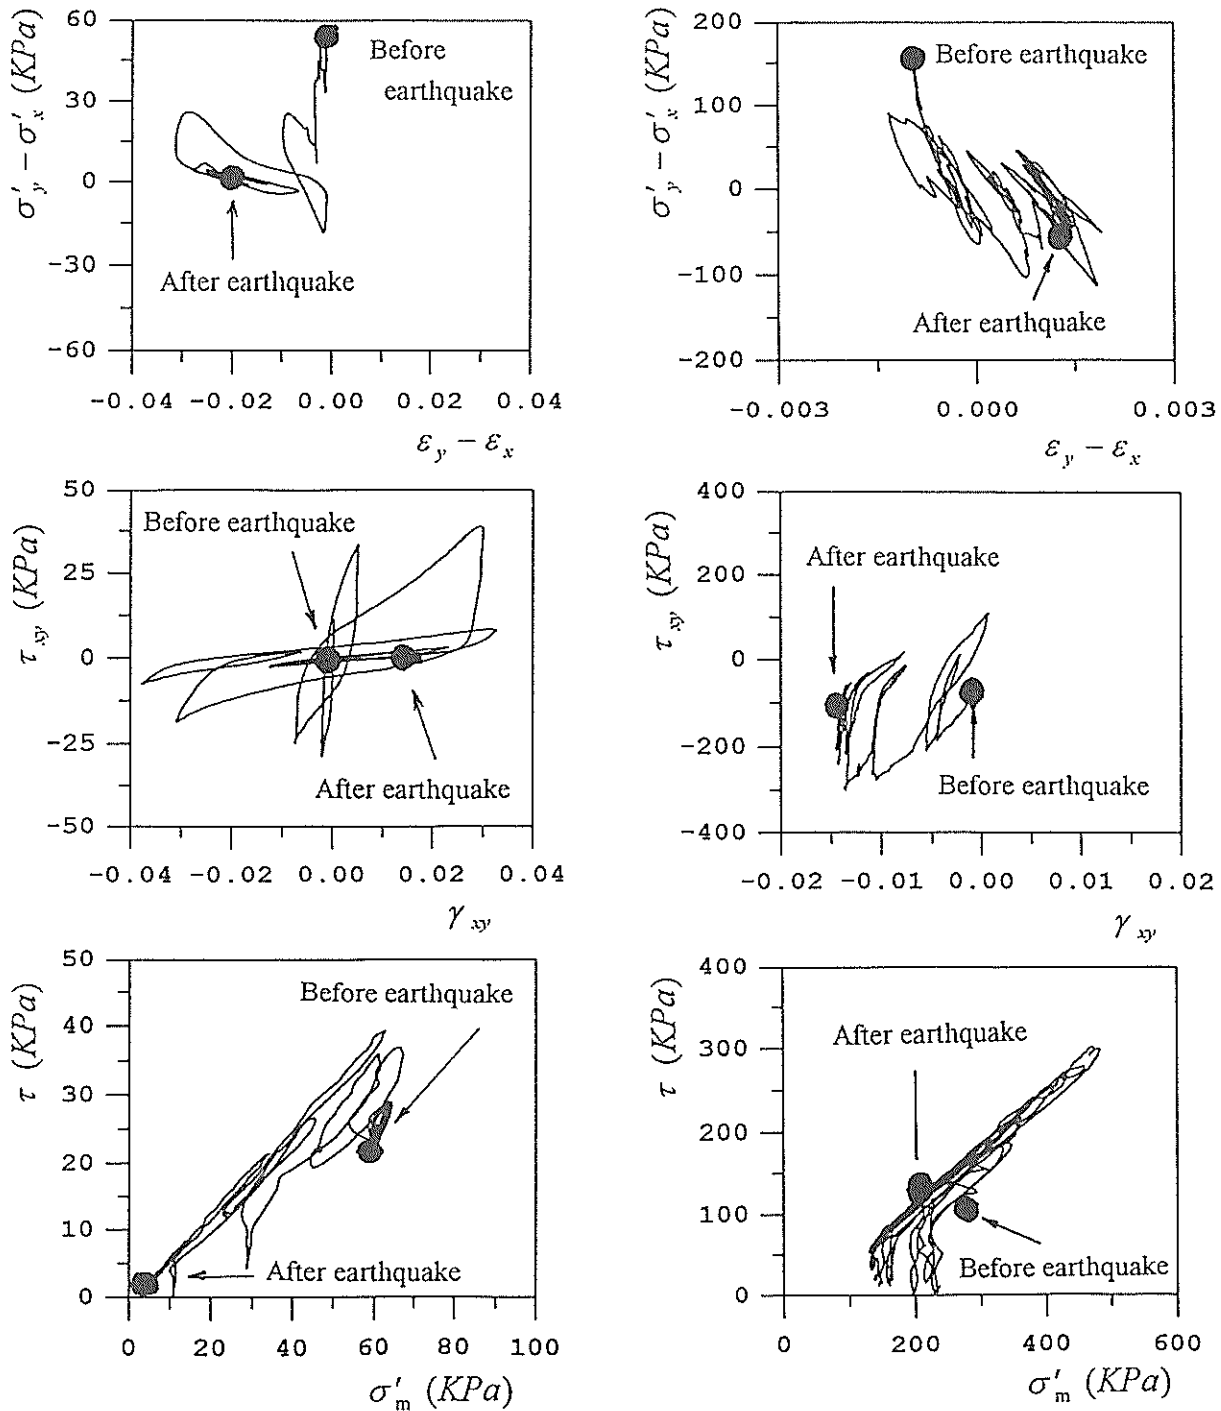 60
30
0
-30
-60
σ'y – σ'x (KPa)
Before
earthquake
After earthquake
-0.04 -0.02 0.00 0.02 0.04
εy – εx
200
100
0
-100
-200
σ'y – σ'x (KPa)
Before earthquake
After earthquake
-0.003 0.000 0.003
εy – εx
50
25
0
-25
-50
τxy (KPa)
Before earthquake
After earthquake
-0.04 -0.02 0.00 0.02 0.04
γxy
400
200
0
-200
-400
τxy (KPa)
After earthquake
Before earthquake
-0.02 -0.01 0.00 0.01 0.02
γxy
50
40
30
20
10
0
τ (KPa)
Before earthquake
After earthquake
0 20 40 60 80 100
σ'm (KPa)
400
300
200
100
0
τ (KPa)
After earthquake
Before earthquake
0 200 400 600
σ'm (KPa)